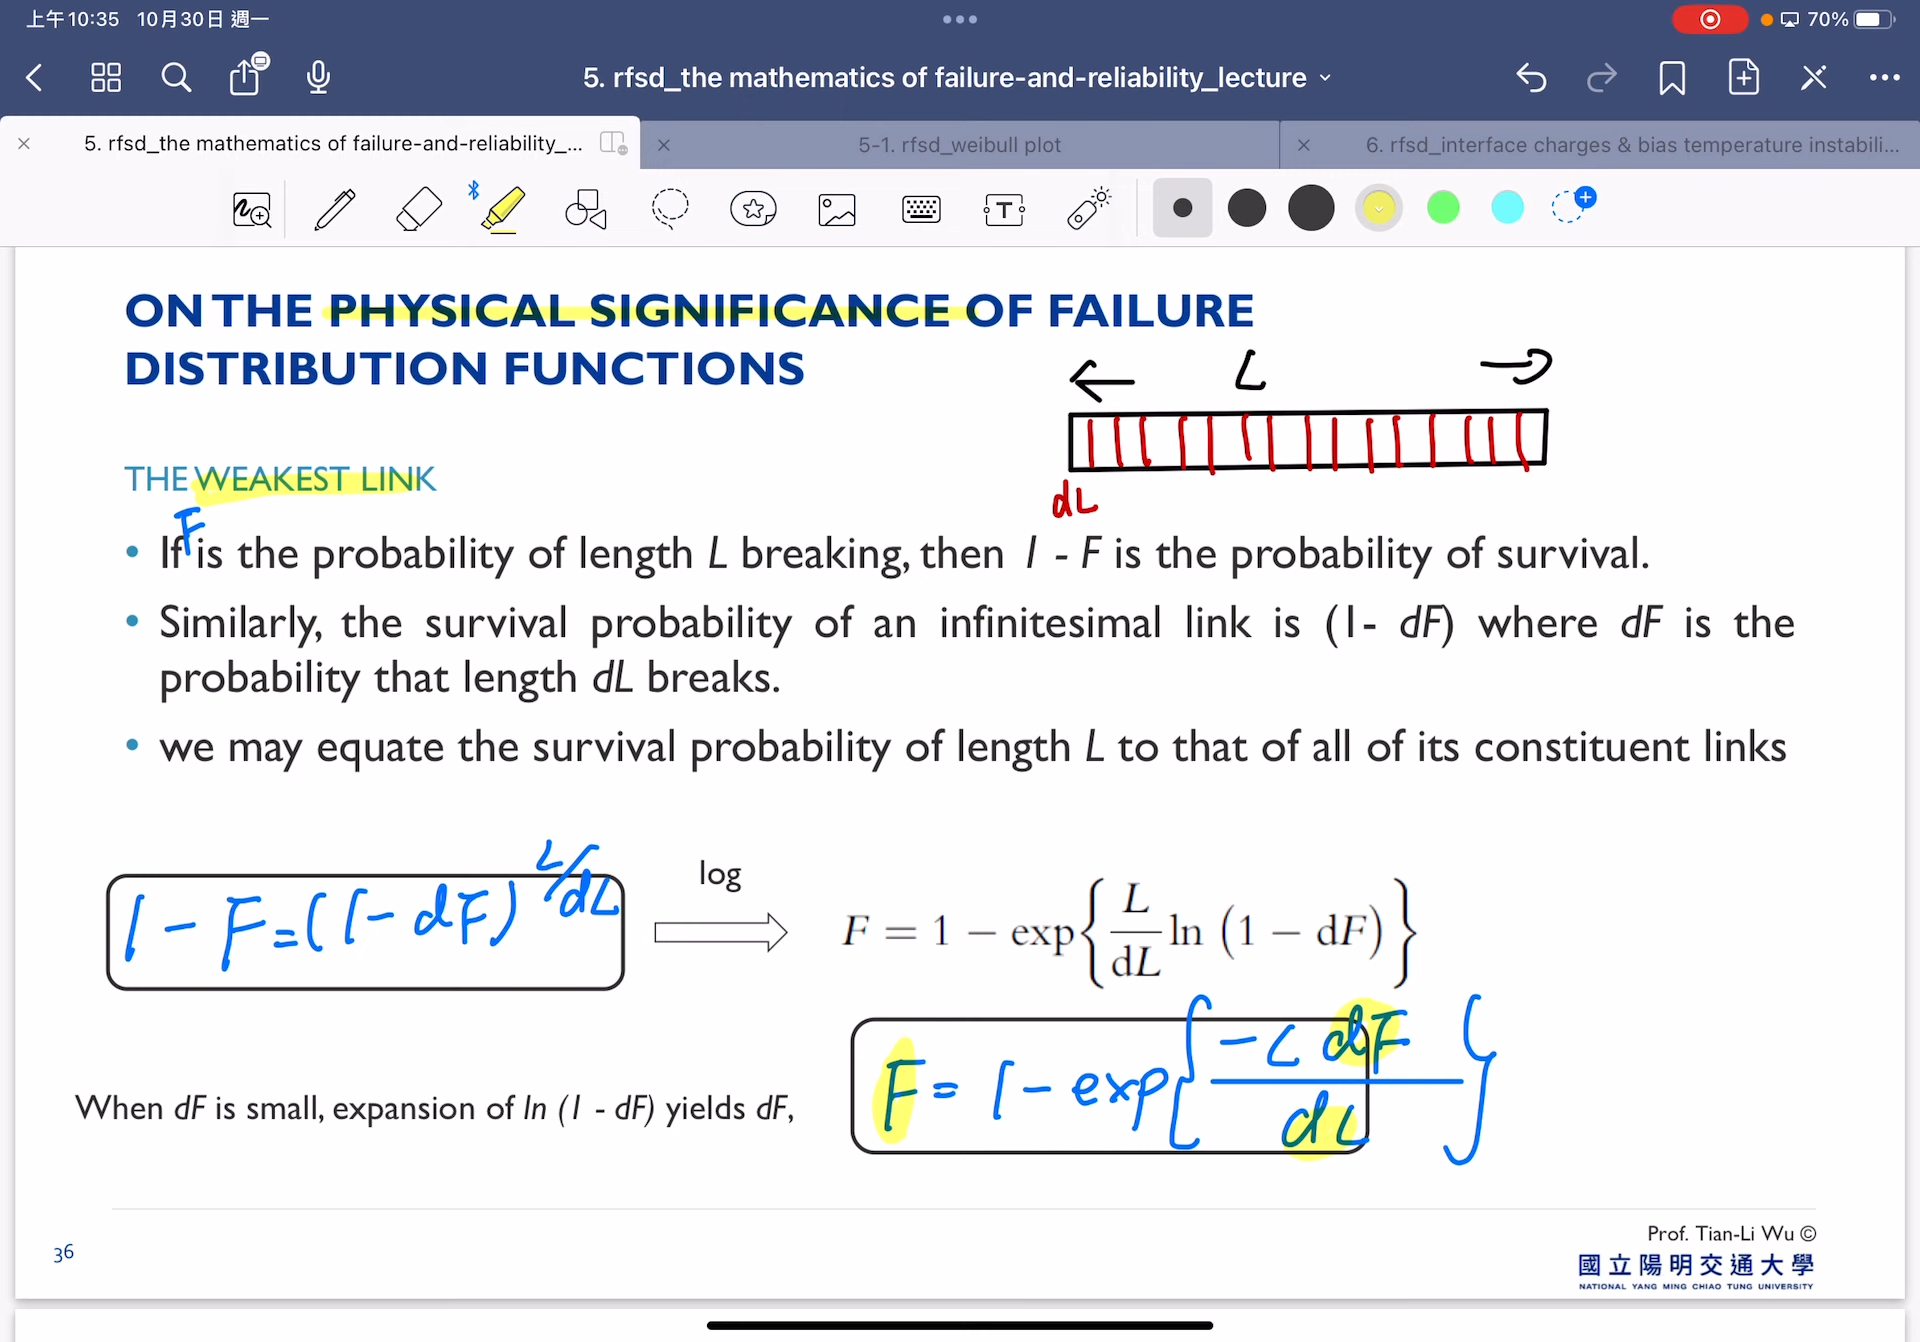 上午10:35 10月30日 週一
70%
5. rfsd_the mathematics of failure-and-reliability_lecture
5. rfsd_the mathematics of failure-and-reliability_...
5-1. rfsd_weibull plot
6. rfsd_interface charges & bias temperature instabili...
ON THE PHYSICAL SIGNIFICANCE OF FAILURE
DISTRIBUTION FUNCTIONS
← L →
dL
THE WEAKEST LINK
F
• If is the probability of length L breaking, then 1 - F is the probability of survival.
• Similarly, the survival probability of an infinitesimal link is (1- dF) where dF is the
probability that length dL breaks.
• we may equate the survival probability of length L to that of all of its constituent links
1 - F = (1 - dF)^{L/dL}
log
F = 1 − exp{L/dL ln (1 − dF)}
When dF is small, expansion of ln (1 - dF) yields dF,
F = 1 - exp{-L dF / dL}
36
Prof. Tian-Li Wu ©
國立陽明交通大學
NATIONAL YANG MING CHIAO TUNG UNIVERSITY